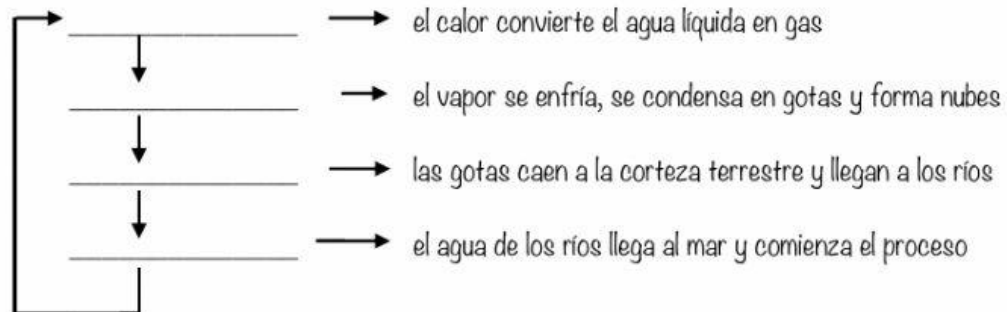 el calor convierte el agua líquida en gas
el vapor se enfría, se condensa en gotas y forma nubes
las gotas caen a la corteza terrestre y llegan a los ríos
el agua de los ríos llega al mar y comienza el proceso